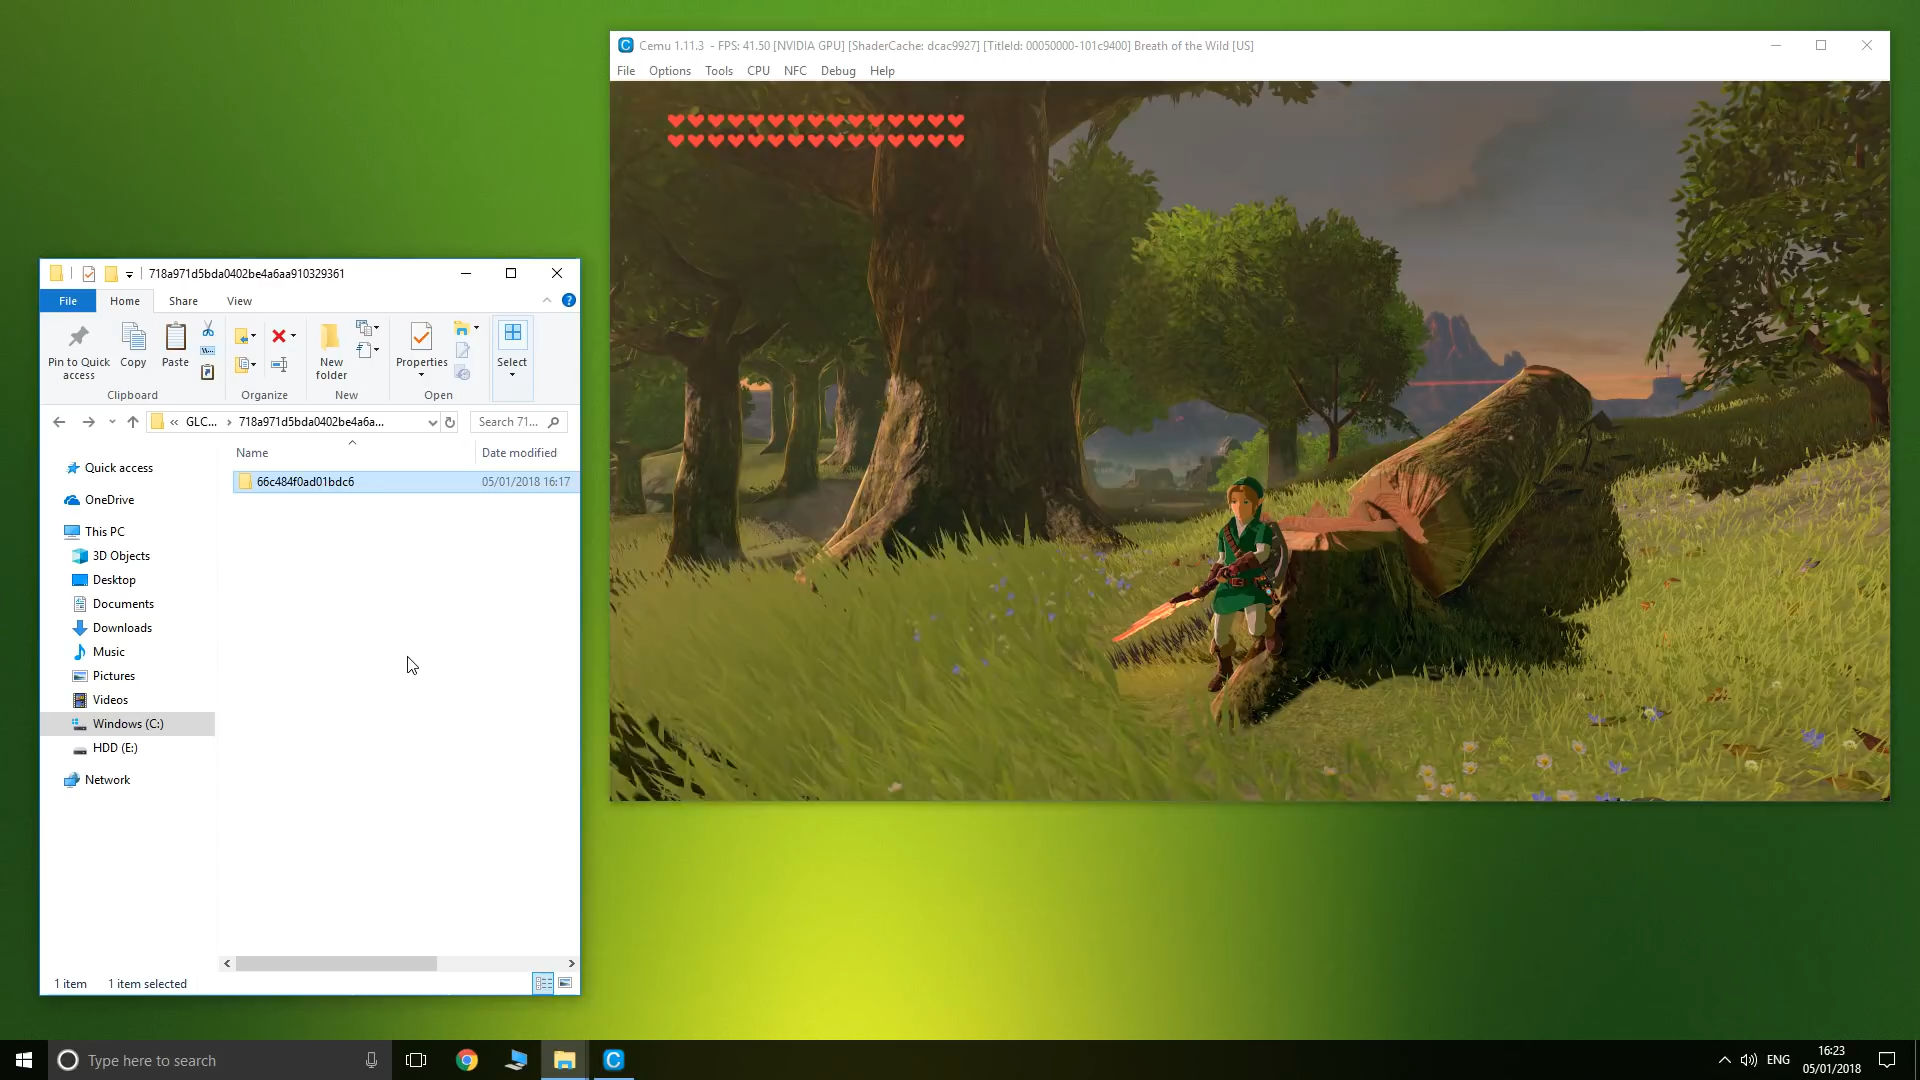 Cemu 1.11.3 - FPS: 41.50 [NVIDIA GPU] [ShaderCache: dcac9927] [TitleId: 00050000-101c9400] Breath of the Wild [US]
File Options Tools CPU NFC Debug Help
718a971d5bda0402be4a6aa910329361
File Home Share View
Pin to Quick access
Copy
Paste
New folder
Properties
Select
Clipboard Organize New Open
« GLC... > 718a971d5bda0402be4a6a...
Search 71...
Name Date modified
66c484f0ad01bdc6 05/01/2018 16:17
Quick access
OneDrive
This PC
3D Objects
Desktop
Documents
Downloads
Music
Pictures
Videos
Windows (C:)
HDD (E:)
Network
1 item 1 item selected
Type here to search
ENG
16:23
05/01/2018